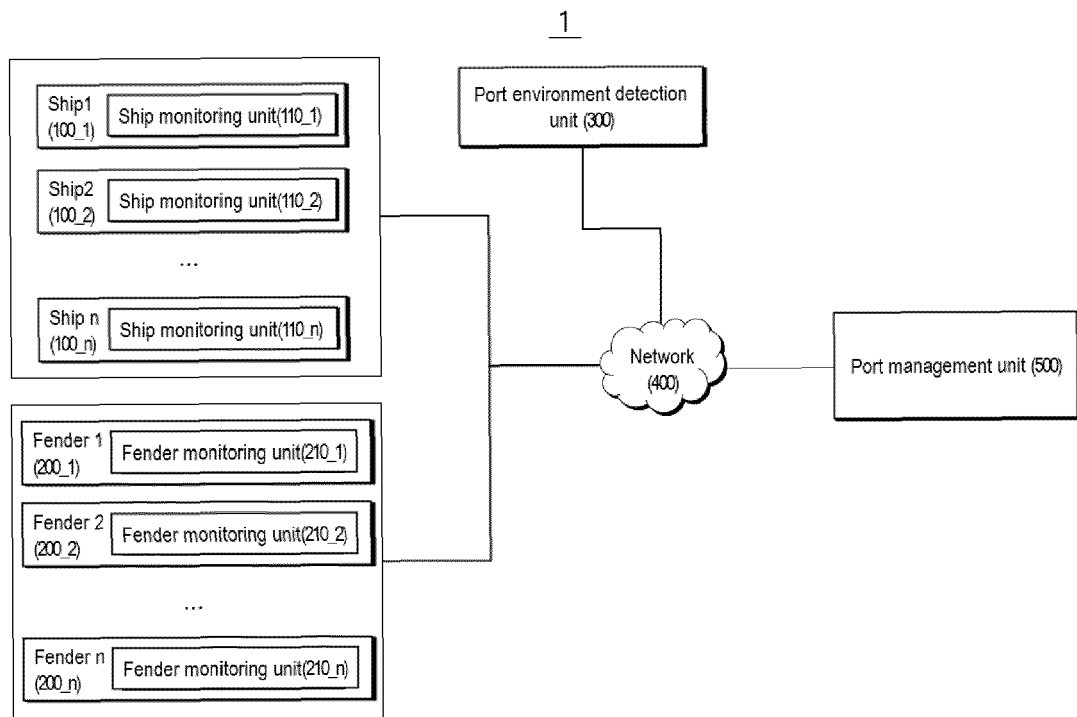 1
Ship1
(100_1)
Ship monitoring unit(110_1)
Ship2
(100_2)
Ship monitoring unit(110_2)
...
Ship n
(100_n)
Ship monitoring unit(110_n)
Fender 1
(200_1)
Fender monitoring unit(210_1)
Fender 2
(200_2)
Fender monitoring unit(210_2)
...
Fender n
(200_n)
Fender monitoring unit(210_n)
Port environment detection
unit (300)
Network
(400)
Port management unit (500)